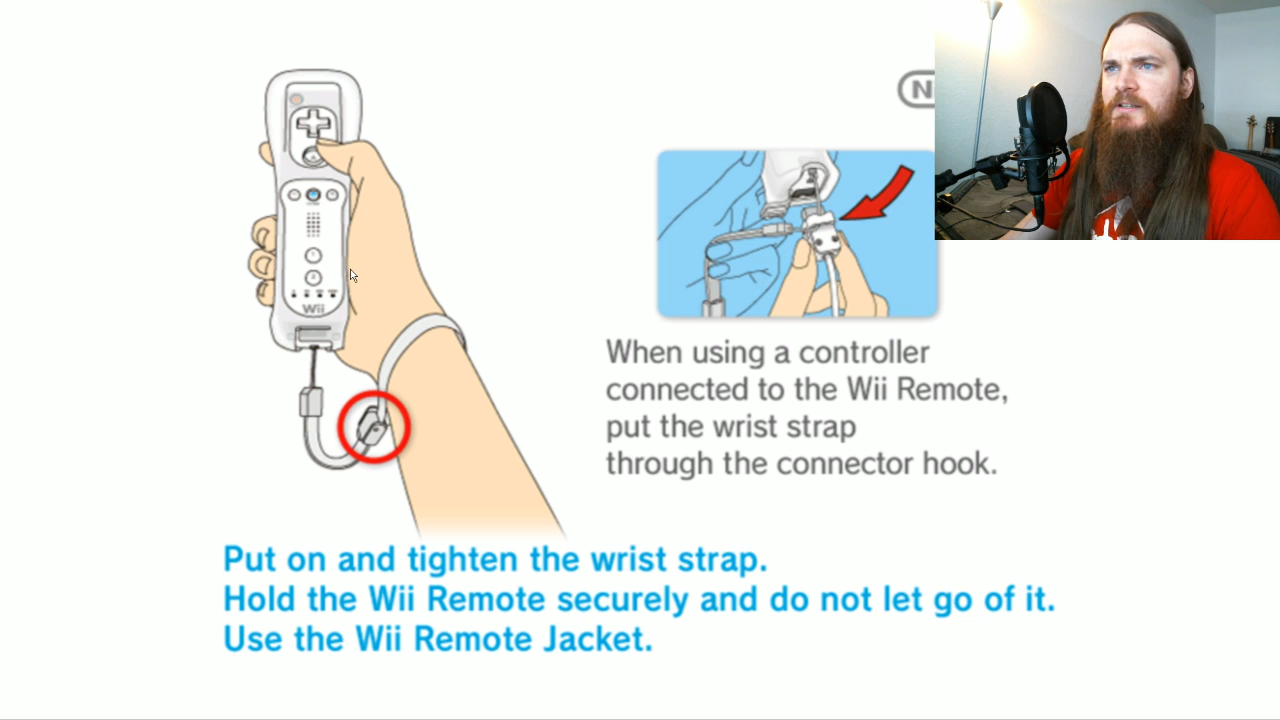 Wii
When using a controller
connected to the Wii Remote,
put the wrist strap
through the connector hook.
Put on and tighten the wrist strap.
Hold the Wii Remote securely and do not let go of it.
Use the Wii Remote Jacket.